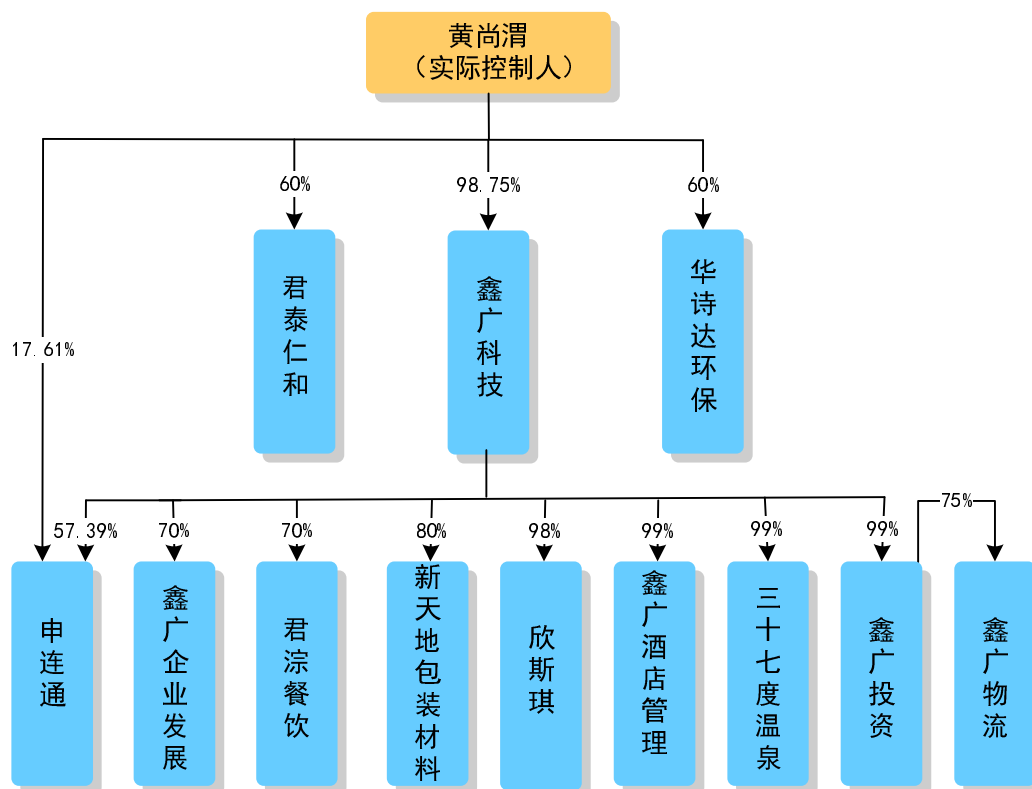 黄尚渭
（实际控制人）
60%
98.75%
60%
君泰仁和
鑫广科技
华诗达环保
17.61%
57.39%
70%
70%
80%
98%
99%
99%
99%
75%
申连通
鑫广企业发展
君淙餐饮
新天地包装材料
欣斯琪
鑫广酒店管理
三十七度温泉
鑫广投资
鑫广物流